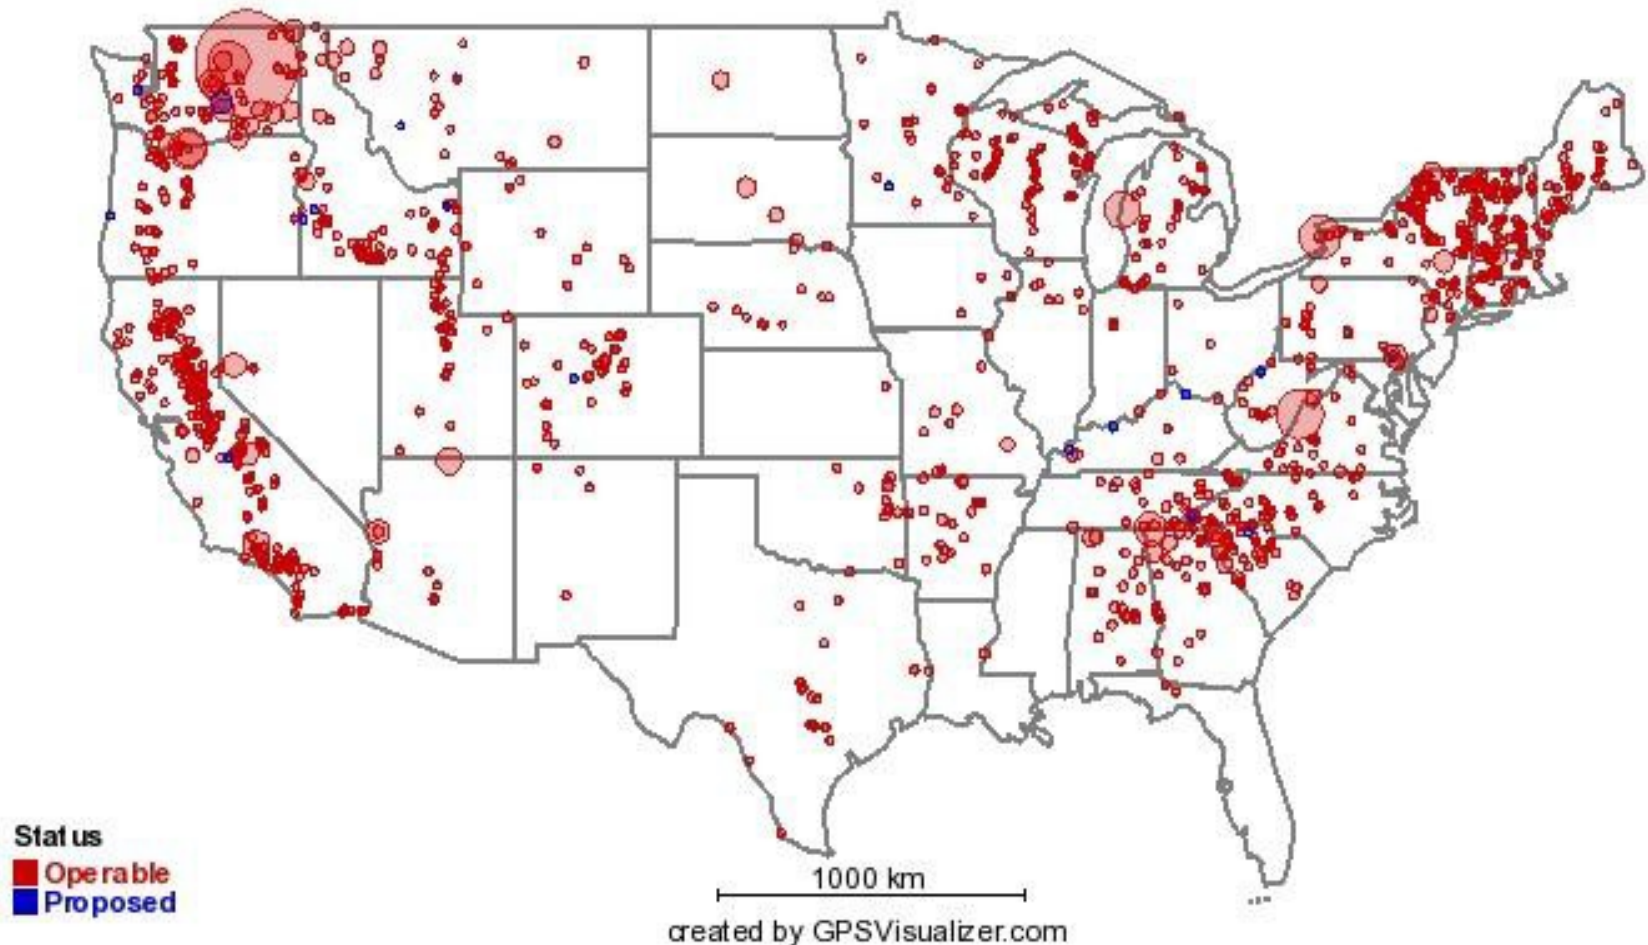 Status
Operable
Proposed
1000 km
created by GPSVisualizer.com